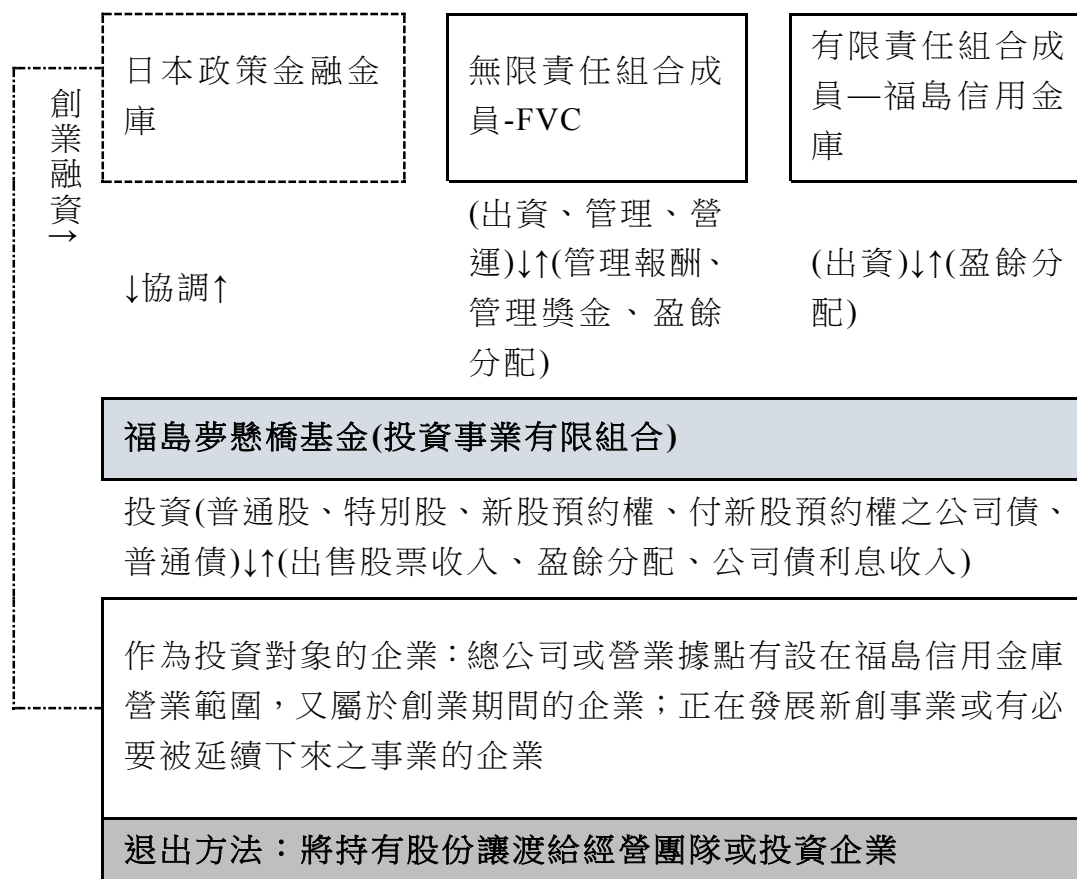 創業融資→
日本政策金融金
庫
無限責任組合成
員-FVC
有限責任組合成
員—福島信用金
庫
↓協調↑
(出資、管理、營
運)↓↑(管理報酬、
管理獎金、盈餘
分配)
(出資)↓↑(盈餘分
配)
福島夢懸橋基金(投資事業有限組合)
投資(普通股、特別股、新股預約權、付新股預約權之公司債、
普通債)↓↑(出售股票收入、盈餘分配、公司債利息收入)
作為投資對象的企業：總公司或營業據點有設在福島信用金庫
營業範圍，又屬於創業期間的企業；正在發展新創事業或有必
要被延續下來之事業的企業
退出方法：將持有股份讓渡給經營團隊或投資企業